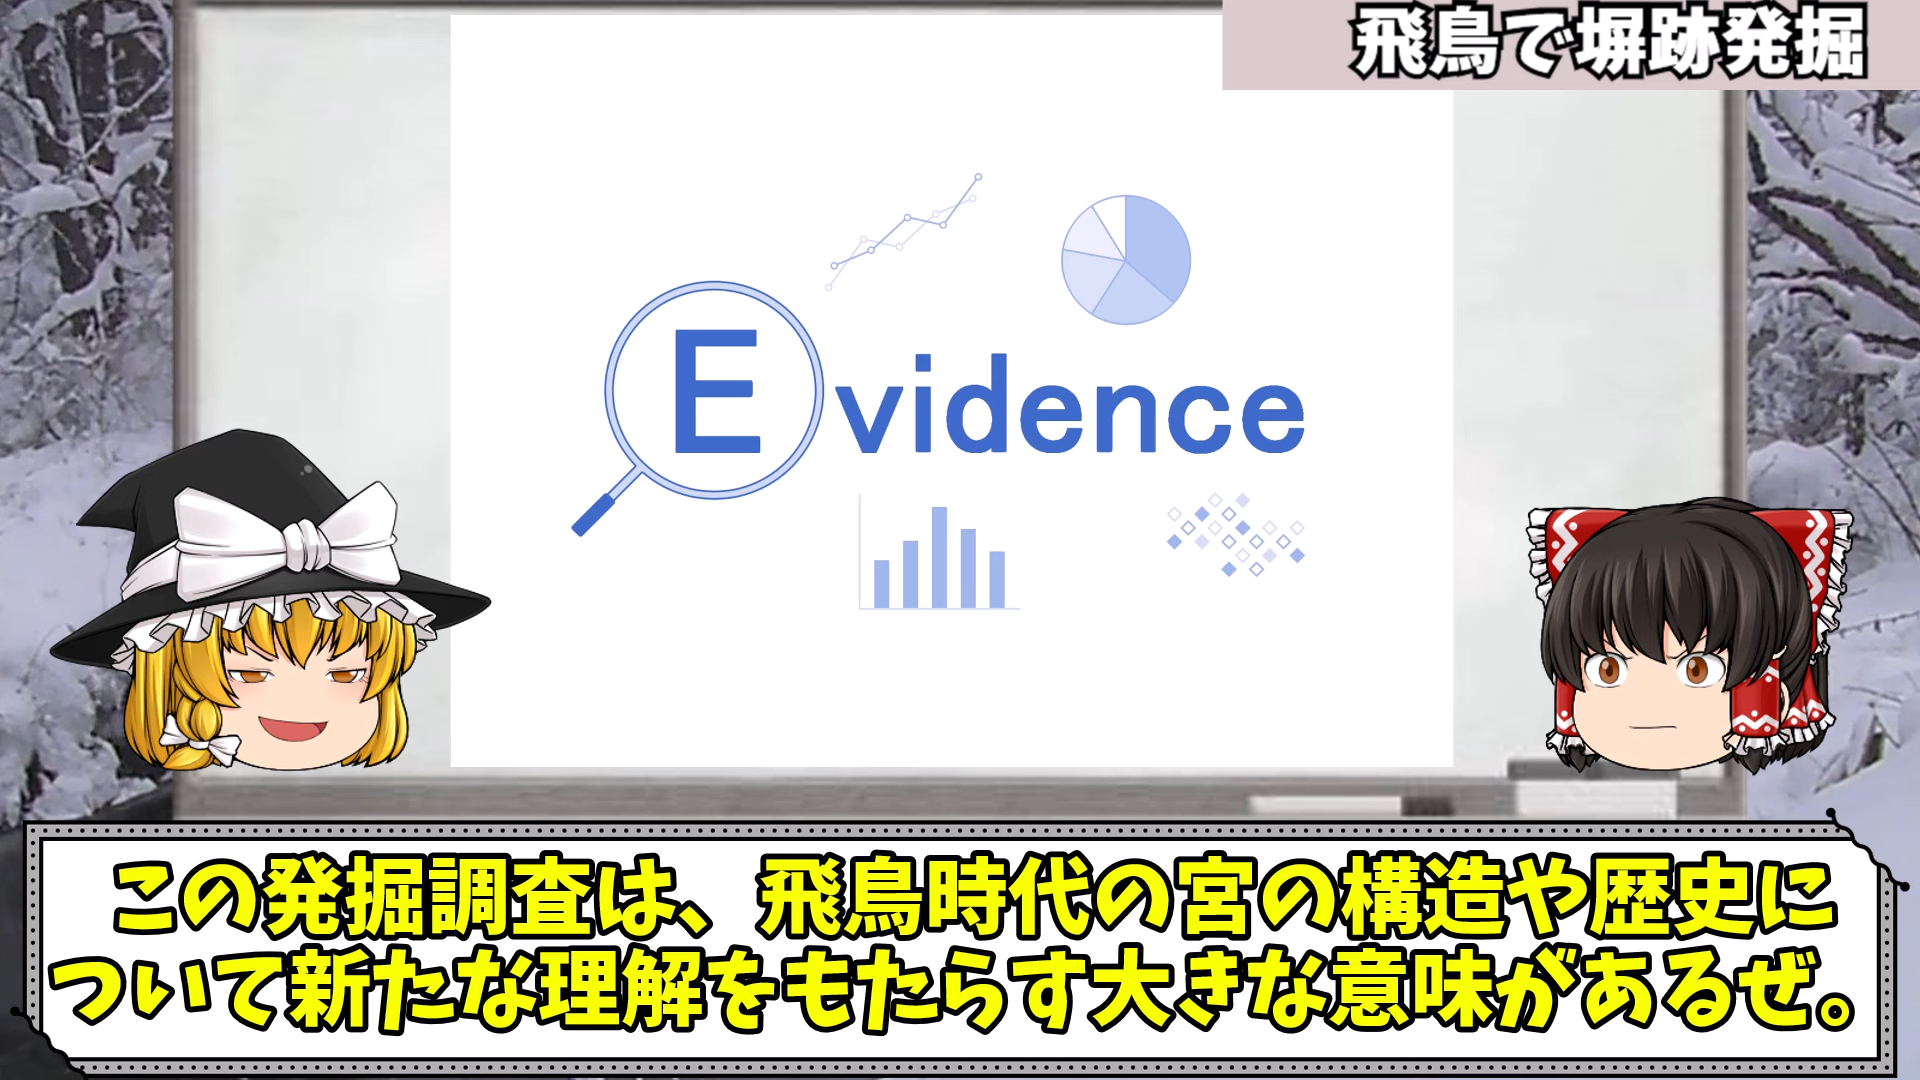 飛鳥で塀跡発掘
Evidence
この発掘調査は、飛鳥時代の宮の構造や歴史に
ついて新たな理解をもたらす大きな意味があるぜ。